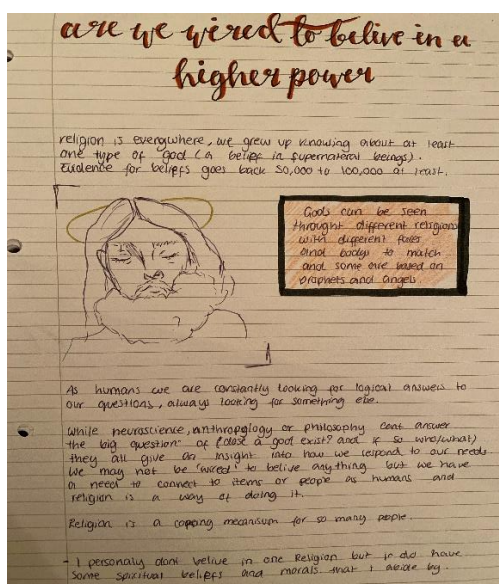 are we wired to belive in a
higher power
religion is everywhere, we grew up knowing about at least
one type of god (a belief in supernateral beings).
Evidence for beliefs goes back 50,000 to 100,000 at least.
Gods can be seen
throught different religions
with different faces
and bodys to match
and some are based on
prophets and angels
As humans we are constantly looking for logical answers to
our questions, always looking for something else.
While neuroscience, anthropology or philosophy cant answer
the big question" of (dose a god exist? and if so who/what)
they all give an insight into how we respond to our needs
we may not be 'wired' to belive anything but we have
a need to connect to items or people as humans and
religion is a way of doing it.
Religion is a copping mecanisum for so many people.
- I personaly dont belive in one Religion but ir do have
some spiritual beliefs and morals that I abide by.